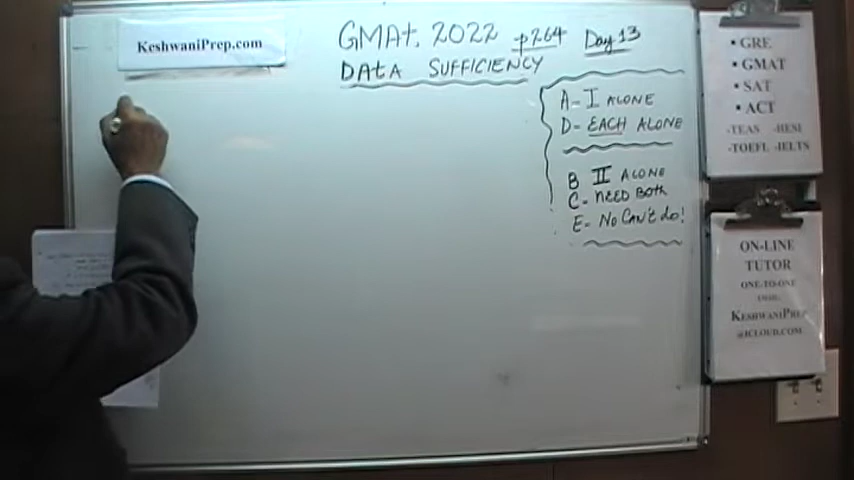 KeshwaniPrep.com
GMAt. 2022 p264 Day 13
DAtA SUFFICIENCY
A- I ALONE
D- EACH ALONE
B II ALONE
C- NEED BOTH
E- NO CAN'T do!
• GRE
• GMAT
• SAT
• ACT
-TEAS -HESI
-TOEFL -IELTS
ON-LINE
TUTOR
ONE-TO-ONE
KESHWANIPREP
@ICLOUD.COM